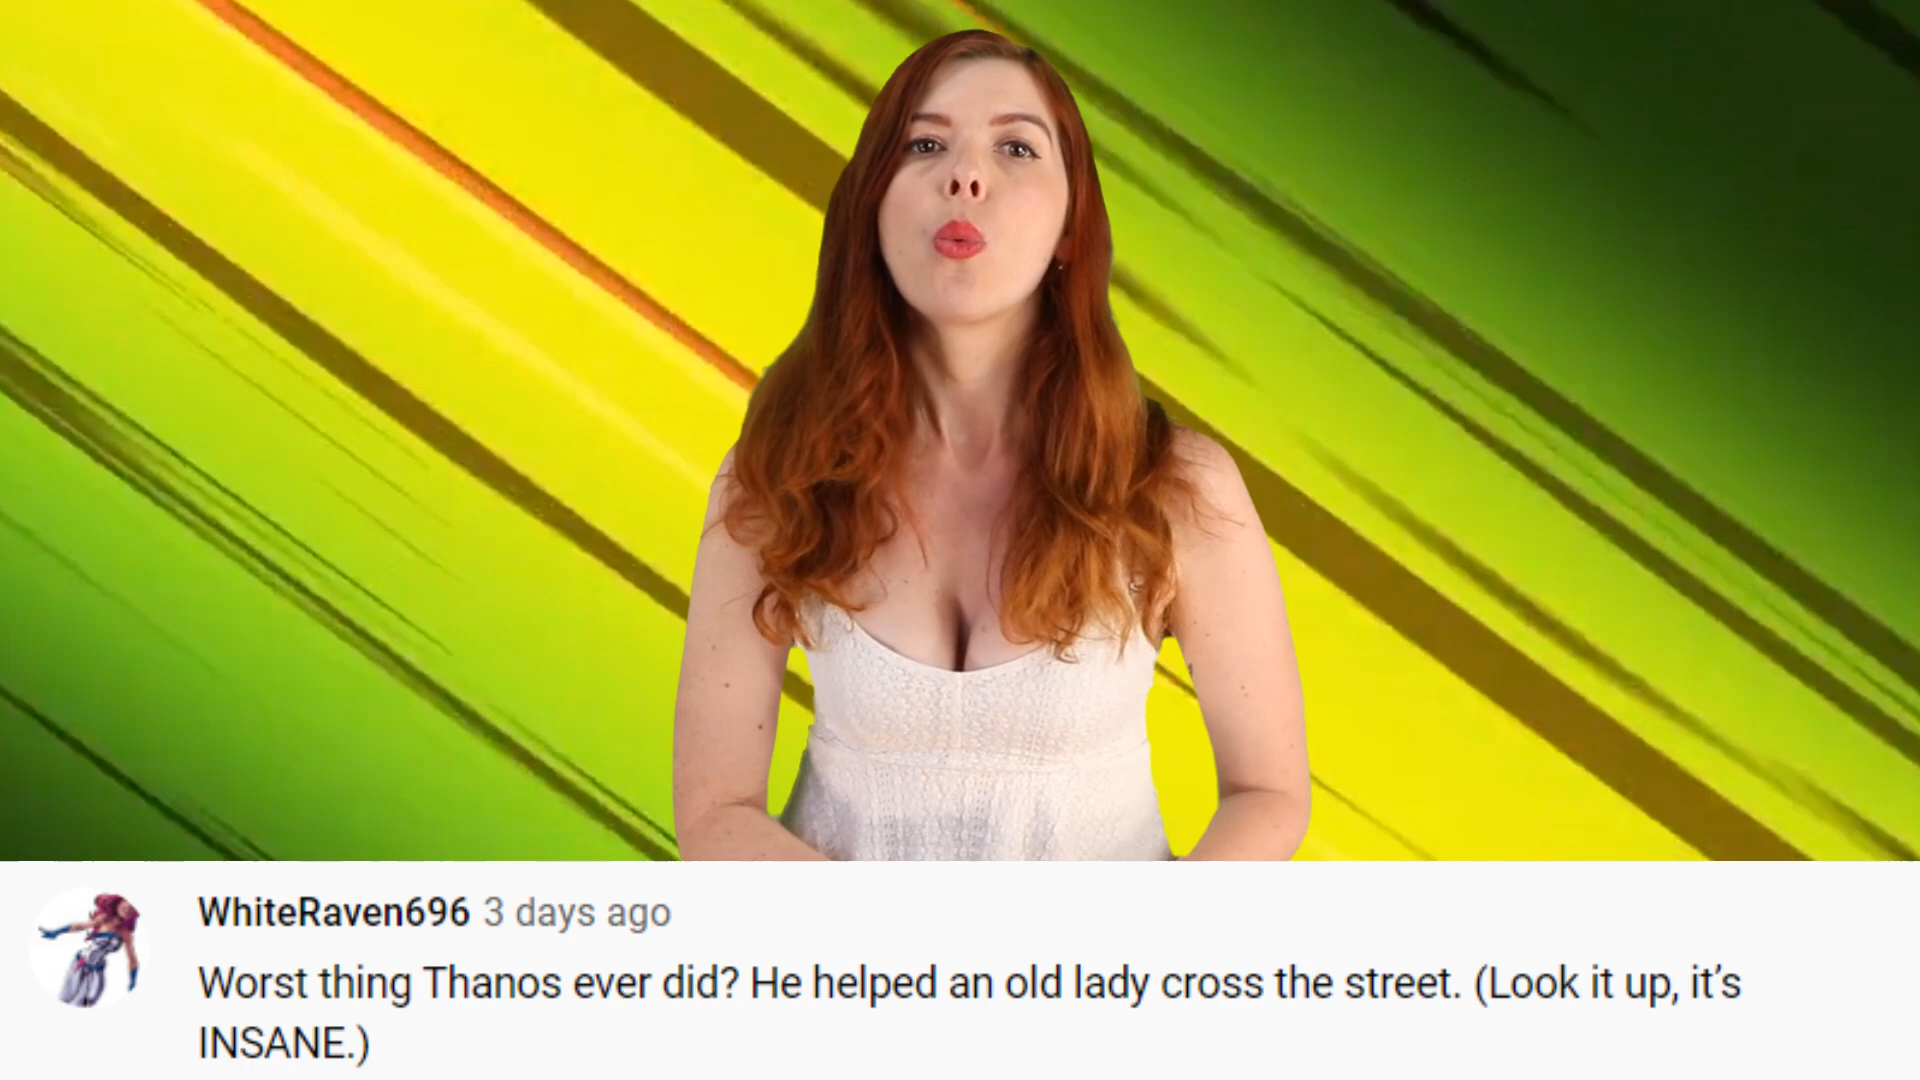 WhiteRaven696 3 days ago
Worst thing Thanos ever did? He helped an old lady cross the street. (Look it up, it’s
INSANE.)